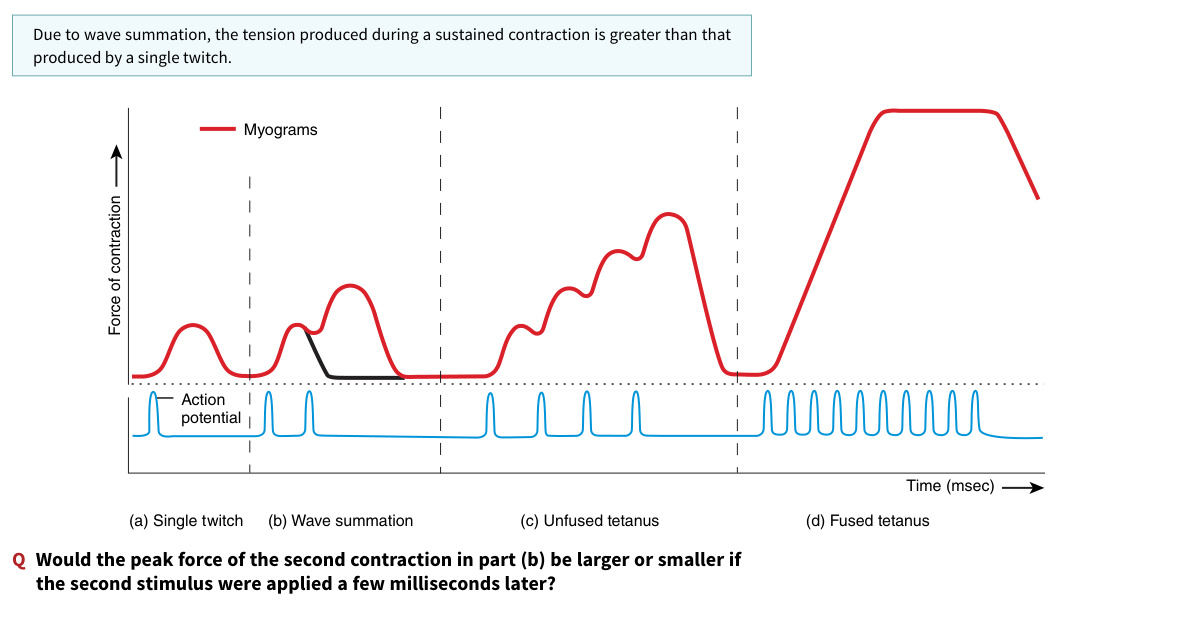 Due to wave summation, the tension produced during a sustained contraction is greater than that
produced by a single twitch.
Myograms
Force of contraction
Action
potential
Time (msec)
(a) Single twitch
(b) Wave summation
(c) Unfused tetanus
(d) Fused tetanus
Q Would the peak force of the second contraction in part (b) be larger or smaller if
the second stimulus were applied a few milliseconds later?